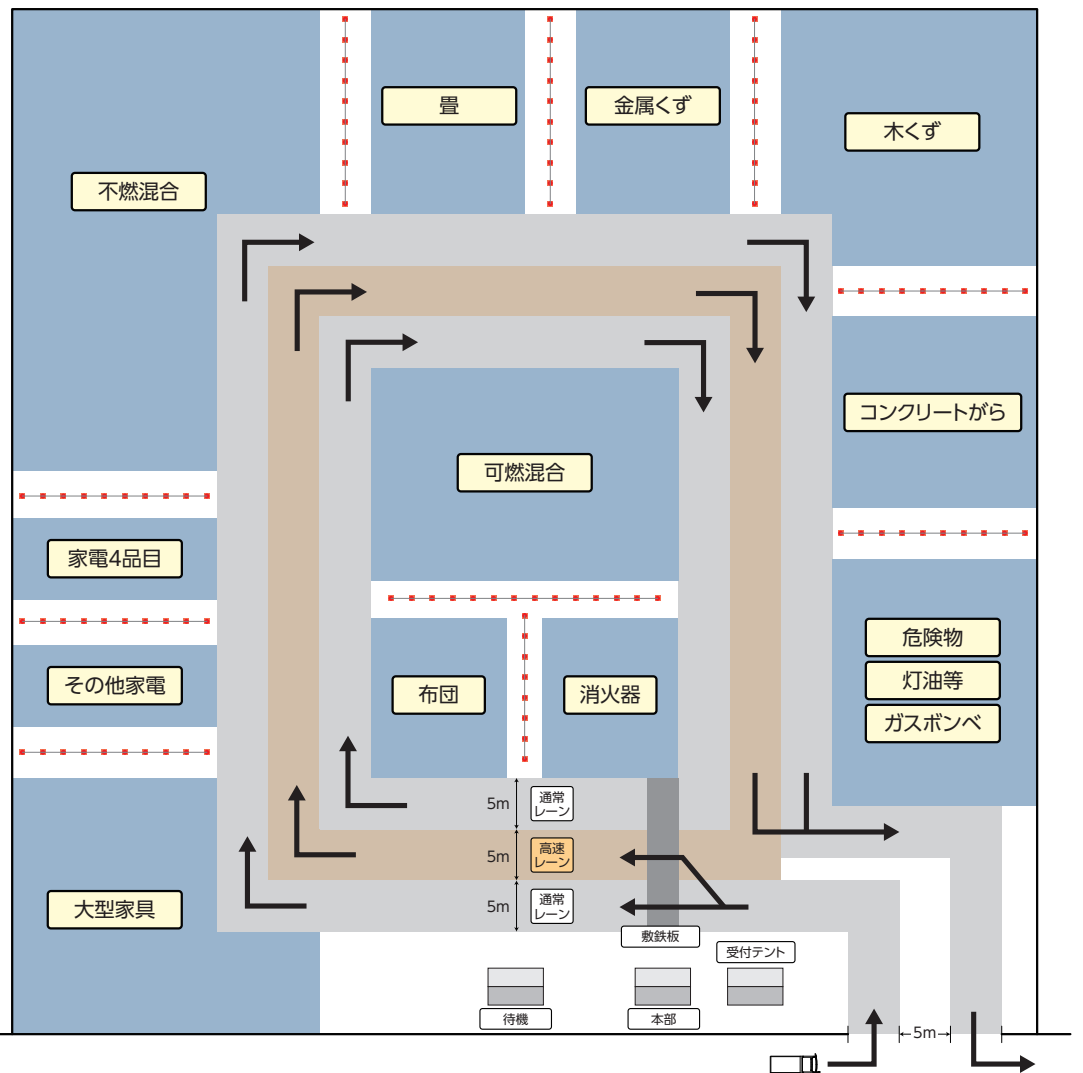 畳
金属くず
木くず
不燃混合
コンクリートがら
可燃混合
家電4品目
その他家電
布団
消火器
危険物
灯油等
ガスボンベ
5m
通常
レーン
5m
高速
レーン
5m
通常
レーン
大型家具
敷鉄板
受付テント
待機
本部
5m